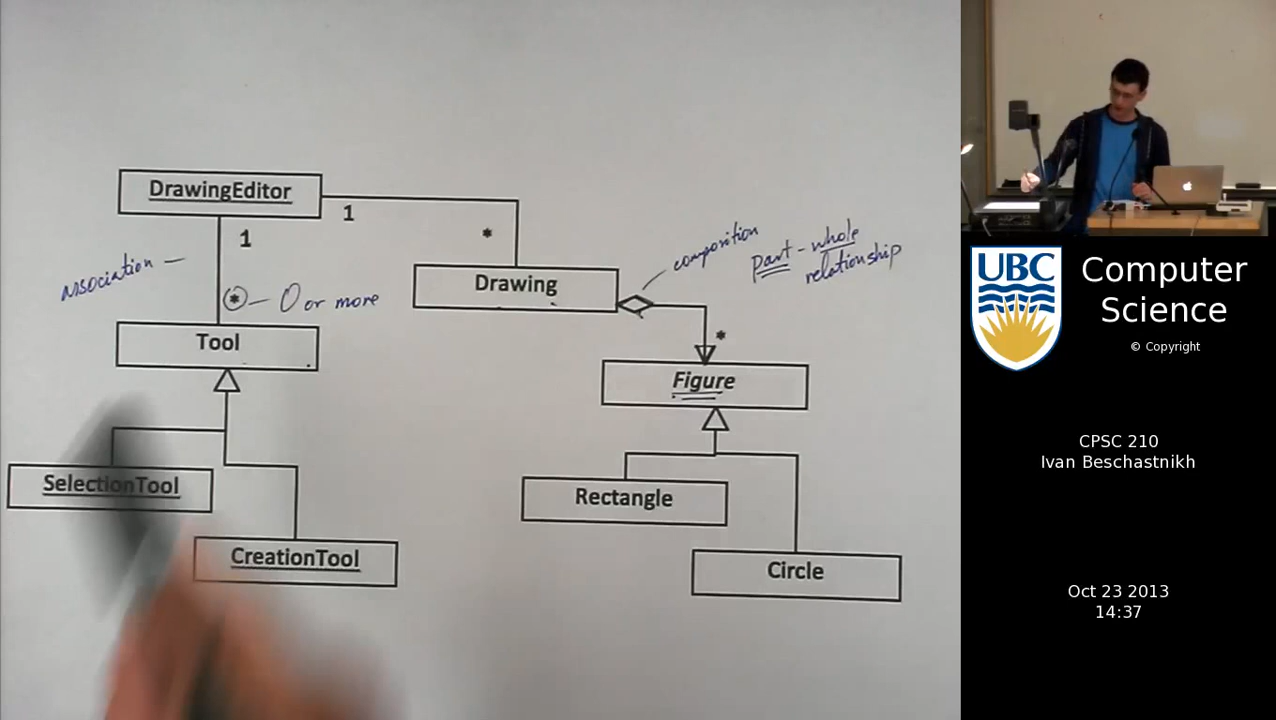 DrawingEditor
1
1
*
association
* — 0 or more
Tool
SelectionTool
CreationTool
Drawing
composition
part - whole
relationship
*
Figure
Rectangle
Circle
UBC
Computer
Science
© Copyright
CPSC 210
Ivan Beschastnikh
Oct 23 2013
14:37